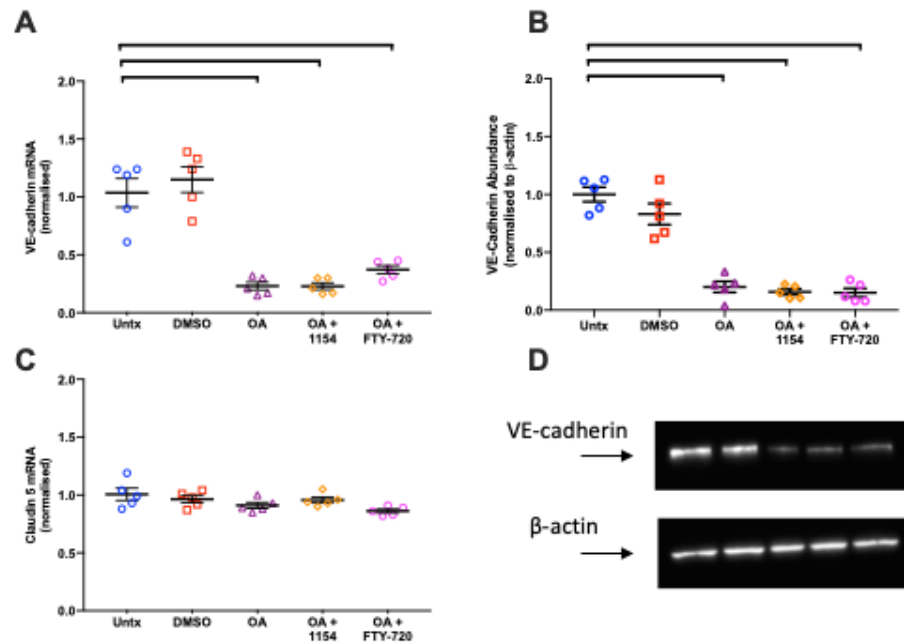 A
VE-cadherin mRNA
(normalised)
2.0
1.5
1.0
0.5
0.0
Untx DMSO OA OA + OA +
1154 FTY-720
B
VE-Cadherin Abundance
(normalised to β-actin)
2.0
1.5
1.0
0.5
0.0
Untx DMSO OA OA + OA +
1154 FTY-720
C
Claudin 5 mRNA
(normalised)
2.0
1.5
1.0
0.5
0.0
Untx DMSO OA OA + OA +
1154 FTY-720
D
VE-cadherin
β-actin